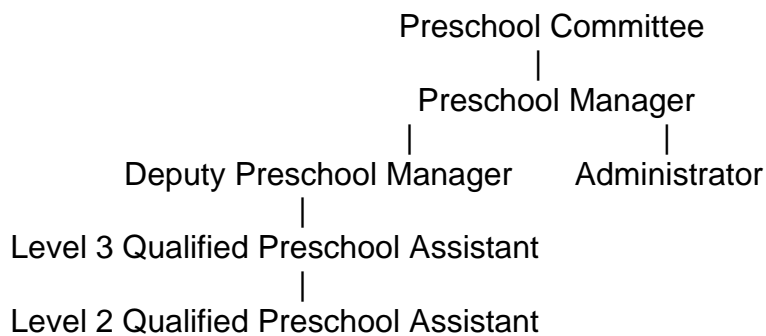 Preschool Committee
|
Preschool Manager
| |
Deputy Preschool Manager Administrator
|
Level 3 Qualified Preschool Assistant
|
Level 2 Qualified Preschool Assistant